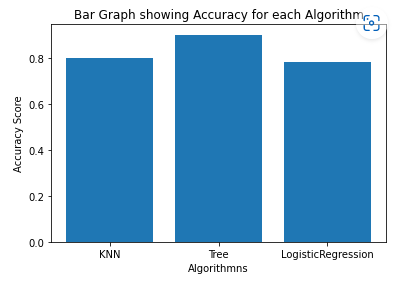 Bar Graph showing Accuracy for each Algorithm
0.8
0.6
0.4
0.2
0.0
Accuracy Score
KNN Tree LogisticRegression
Algorithmns